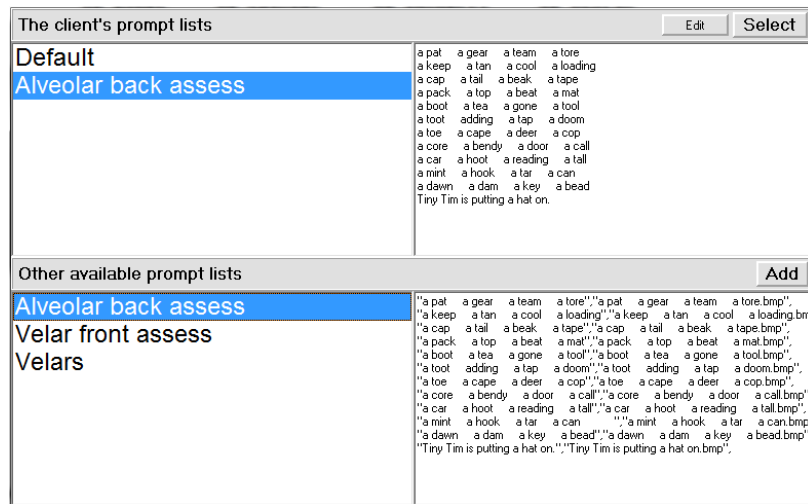 The client's prompt lists Edit Select
Default
Alveolar back assess
a pat a gear a team a tore
a keep a tan a cool a loading
a cap a tail a beak a tape
a pack a top a beat a mat
a boot a tea a gone a tool
a toot adding a tap a doom
a toe a cape a deer a cop
a core a bendy a door a call
a car a hoot a reading a tall
a mint a hook a tar a can
a dawn a dam a key a bead
Tiny Tim is putting a hat on.
Other available prompt lists Add
Alveolar back assess
Velar front assess
Velars
"a pat a gear a team a tore","a pat a gear a team a tore.bmp",
"a keep a tan a cool a loading","a keep a tan a cool a loading.bm
"a cap a tail a beak a tape","a cap a tail a beak a tape.bmp",
"a pack a top a beat a mat","a pack a top a beat a mat.bmp",
"a boot a tea a gone a tool","a boot a tea a gone a tool.bmp",
"a toot adding a tap a doom","a toot adding a tap a doom.bmp",
"a toe a cape a deer a cop","a toe a cape a deer a cop.bmp",
"a core a bendy a door a call","a core a bendy a door a call.bmp"
"a car a hoot a reading a tall","a car a hoot a reading a tall.bmp",
"a mint a hook a tar a can ","a mint a hook a tar a can.bmp
"a dawn a dam a key a bead","a dawn a dam a key a bead.bmp",
"Tiny Tim is putting a hat on.","Tiny Tim is putting a hat on.bmp",